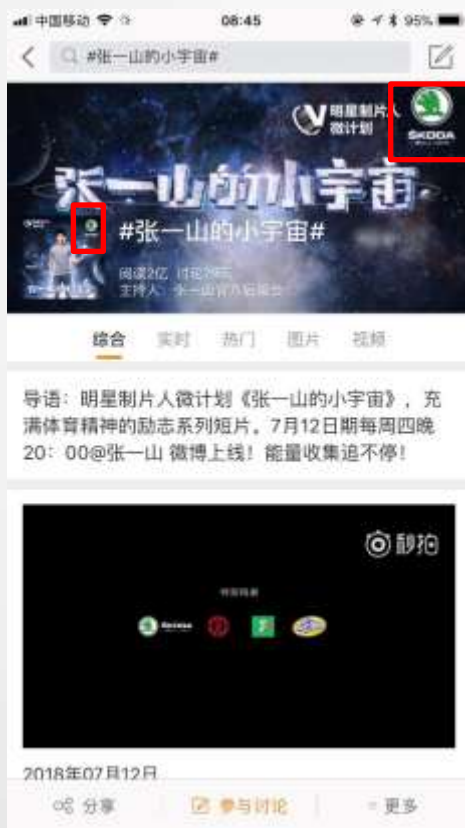 中国移动
08:45
95%
#张一山的小宇宙#
明星制片人
微计划
SKODA
张一山的小宇宙
#张一山的小宇宙#
阅读2亿
综合 实时 热门 图片 视频
导语：明星制片人微计划《张一山的小宇宙》，充
满体育精神的励志系列短片。7月12日期每周四晚
20：00@张一山 微博上线！能量收集追不停！
秒拍
SKODA
2018年07月12日
分享 参与讨论 更多